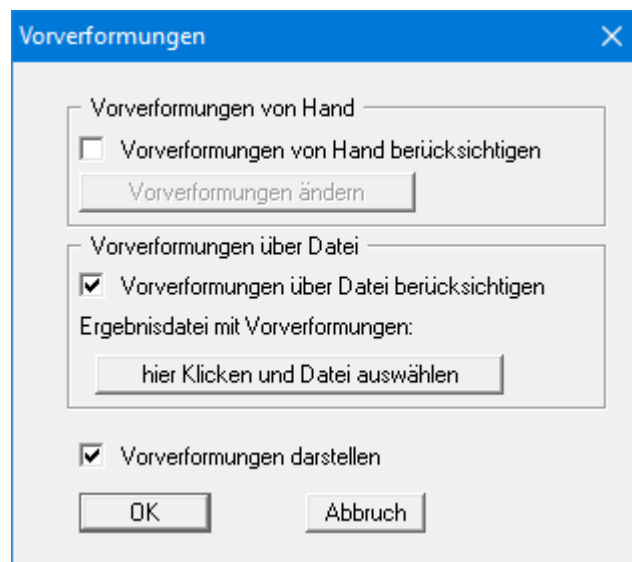 Vorverformungen
Vorverformungen von Hand
Vorverformungen von Hand berücksichtigen
Vorverformungen ändern
Vorverformungen über Datei
Vorverformungen über Datei berücksichtigen
Ergebnisdatei mit Vorverformungen:
hier Klicken und Datei auswählen
Vorverformungen darstellen
OK Abbruch